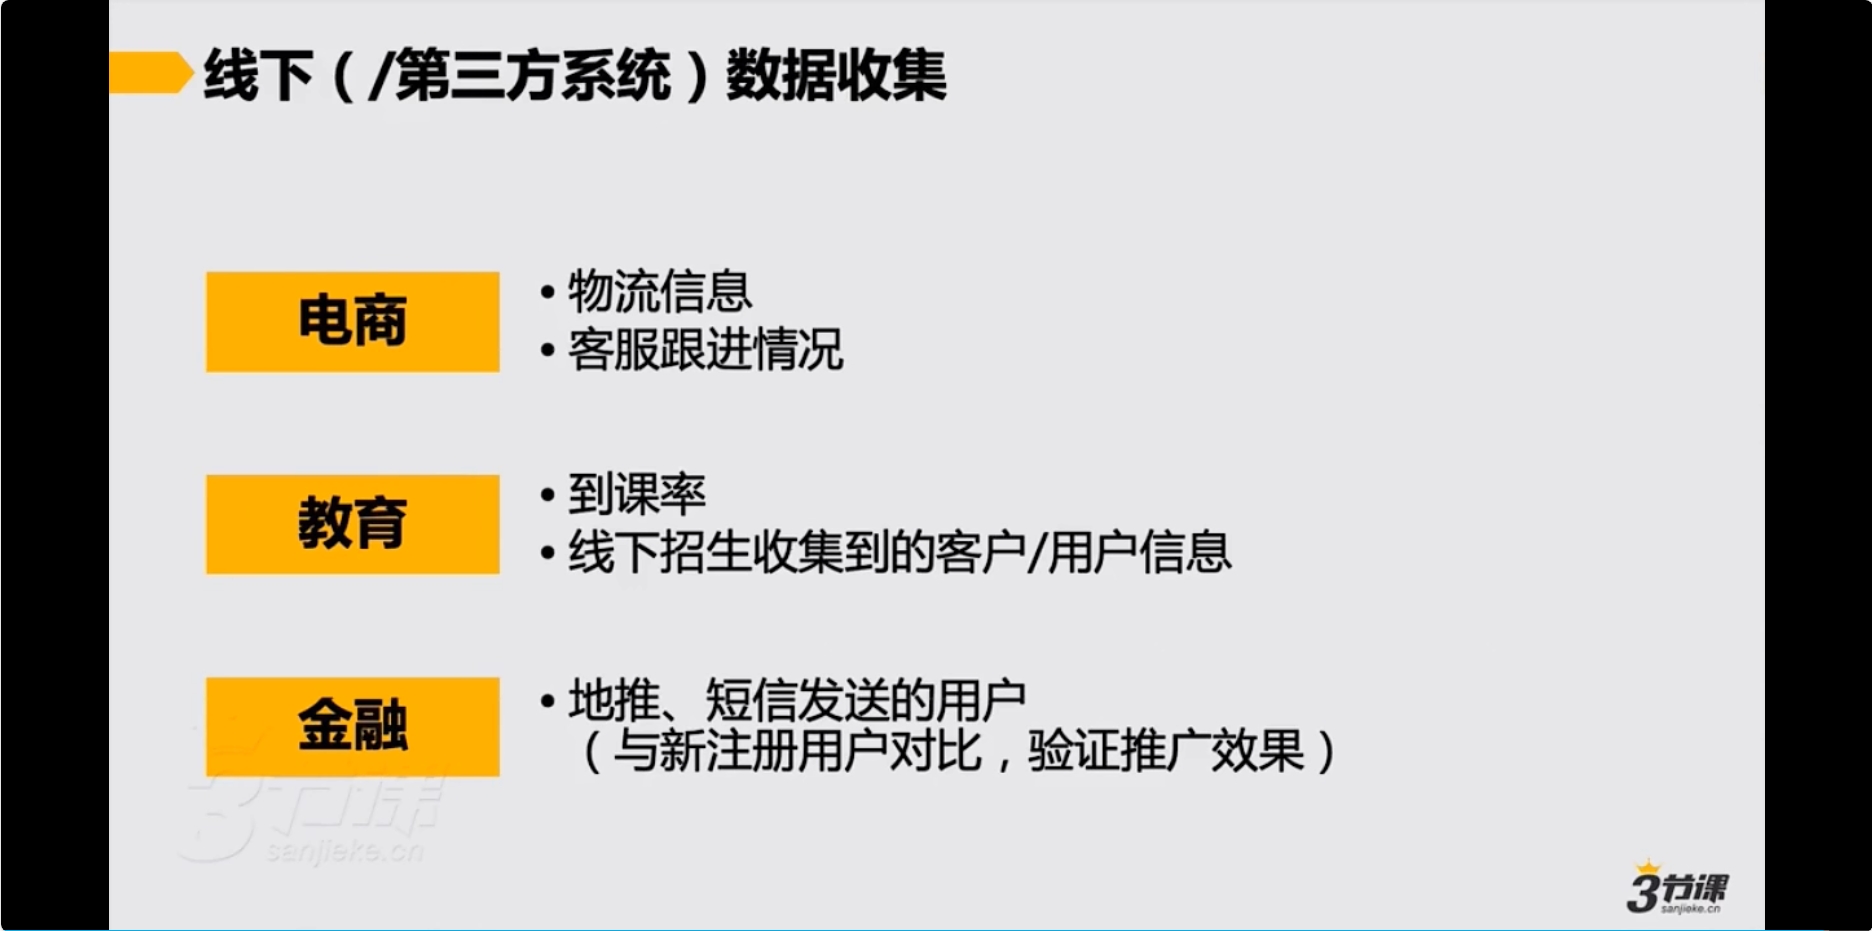 线下（/第三方系统）数据收集
电商
• 物流信息
• 客服跟进情况
教育
• 到课率
• 线下招生收集到的客户/用户信息
金融
• 地推、短信发送的用户
（与新注册用户对比，验证推广效果）
3节课
sanjieke.cn
3节课
sanjieke.cn